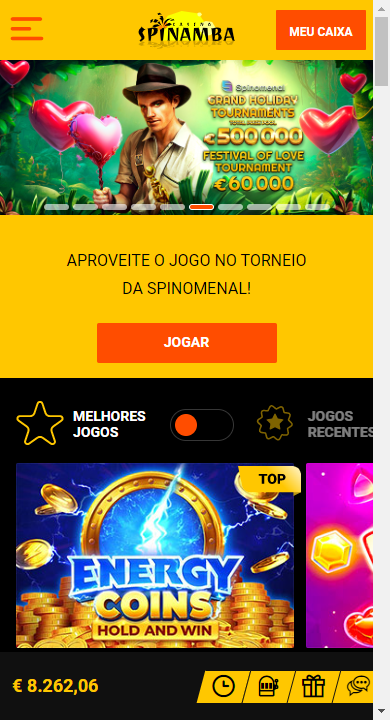 CASINO
SPINAMBA
MEU CAIXA
Spinomenal
GRAND HOLIDAY
TOURNAMENTS
TOTAL PRIZE POOL
€500 000
FESTIVAL OF LOVE
TOURNAMENT
€60 000
APROVEITE O JOGO NO TORNEIO
DA SPINOMENAL!
JOGAR
MELHORES
JOGOS
JOGOS
RECENTES
TOP
ENERGY
COINS
HOLD AND WIN
€ 8.262,06